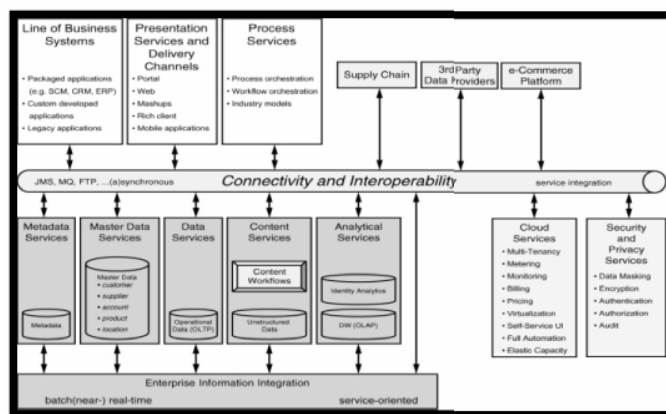 Line of Business
Systems
• Packaged applications
(e.g. SCM, CRM, ERP)
• Custom developed
applications
• Legacy applications
Presentation
Services and
Delivery
Channels
• Portal
• Web
• Mashups
• Rich client
• Mobile applications
Process
Services
• Process orchestration
• Workflow orchestration
• Industry models
Supply Chain
3rd Party
Data Providers
e-Commerce
Platform
JMS, MQ, FTP, ...(a)synchronous
Connectivity and Interoperability
service integration
Metadata
Services
Metadata
Master Data
Services
Master Data
• customer
• supplier
• account
• product
• location
Data
Services
Operational
Data (OLTP)
Content
Services
Content
Workflows
Unstructured
Data
Analytical
Services
Identity Analytics
DW (OLAP)
Cloud
Services
• Multi-Tenancy
• Metering
• Monitoring
• Billing
• Pricing
• Virtualization
• Self-Service UI
• Full Automation
• Elastic Capacity
Security
and
Privacy
Services
• Data Masking
• Encryption
• Authentication
• Authorization
• Audit
Enterprise Information Integration
batch(near-) real-time
service-oriented